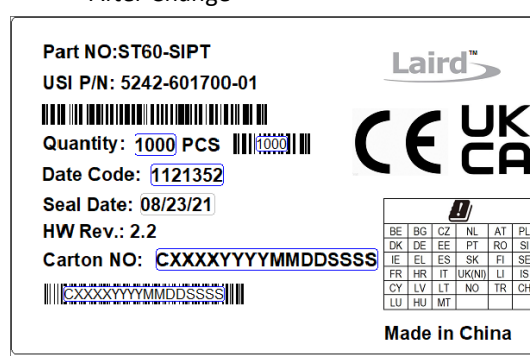 After Change
Part NO:ST60-SIPT
USI P/N: 5242-601700-01
Quantity: 1000 PCS 1000
Date Code: 1121352
Seal Date: 08/23/21
HW Rev.: 2.2
Carton NO: CXXXXYYYYMMDDSSSS
CXXXXYYYYMMDDSSSS
Laird™
CE UK
CA
BE BG CZ NL AT PL
DK DE EE PT RO SI
IE EL ES SK FI SE
FR HR IT UK(NI) LI IS
CY LV LT NO TR CH
LU HU MT
Made in China